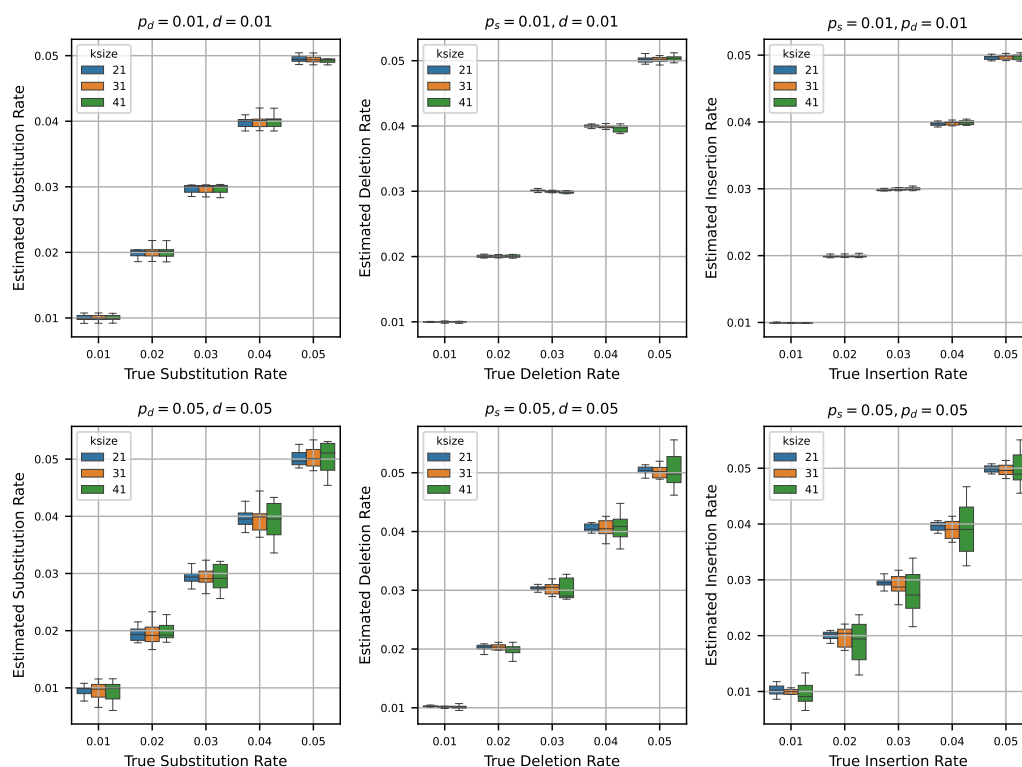 p_d = 0.01, d = 0.01
ksize
21
31
41
Estimated Substitution Rate
0.05
0.04
0.03
0.02
0.01
0.01 0.02 0.03 0.04 0.05
True Substitution Rate
p_s = 0.01, d = 0.01
ksize
21
31
41
Estimated Deletion Rate
0.05
0.04
0.03
0.02
0.01
0.01 0.02 0.03 0.04 0.05
True Deletion Rate
p_s = 0.01, p_d = 0.01
ksize
21
31
41
Estimated Insertion Rate
0.05
0.04
0.03
0.02
0.01
0.01 0.02 0.03 0.04 0.05
True Insertion Rate
p_d = 0.05, d = 0.05
ksize
21
31
41
Estimated Substitution Rate
0.05
0.04
0.03
0.02
0.01
0.01 0.02 0.03 0.04 0.05
True Substitution Rate
p_s = 0.05, d = 0.05
ksize
21
31
41
Estimated Deletion Rate
0.05
0.04
0.03
0.02
0.01
0.01 0.02 0.03 0.04 0.05
True Deletion Rate
p_s = 0.05, p_d = 0.05
ksize
21
31
41
Estimated Insertion Rate
0.05
0.04
0.03
0.02
0.01
0.01 0.02 0.03 0.04 0.05
True Insertion Rate